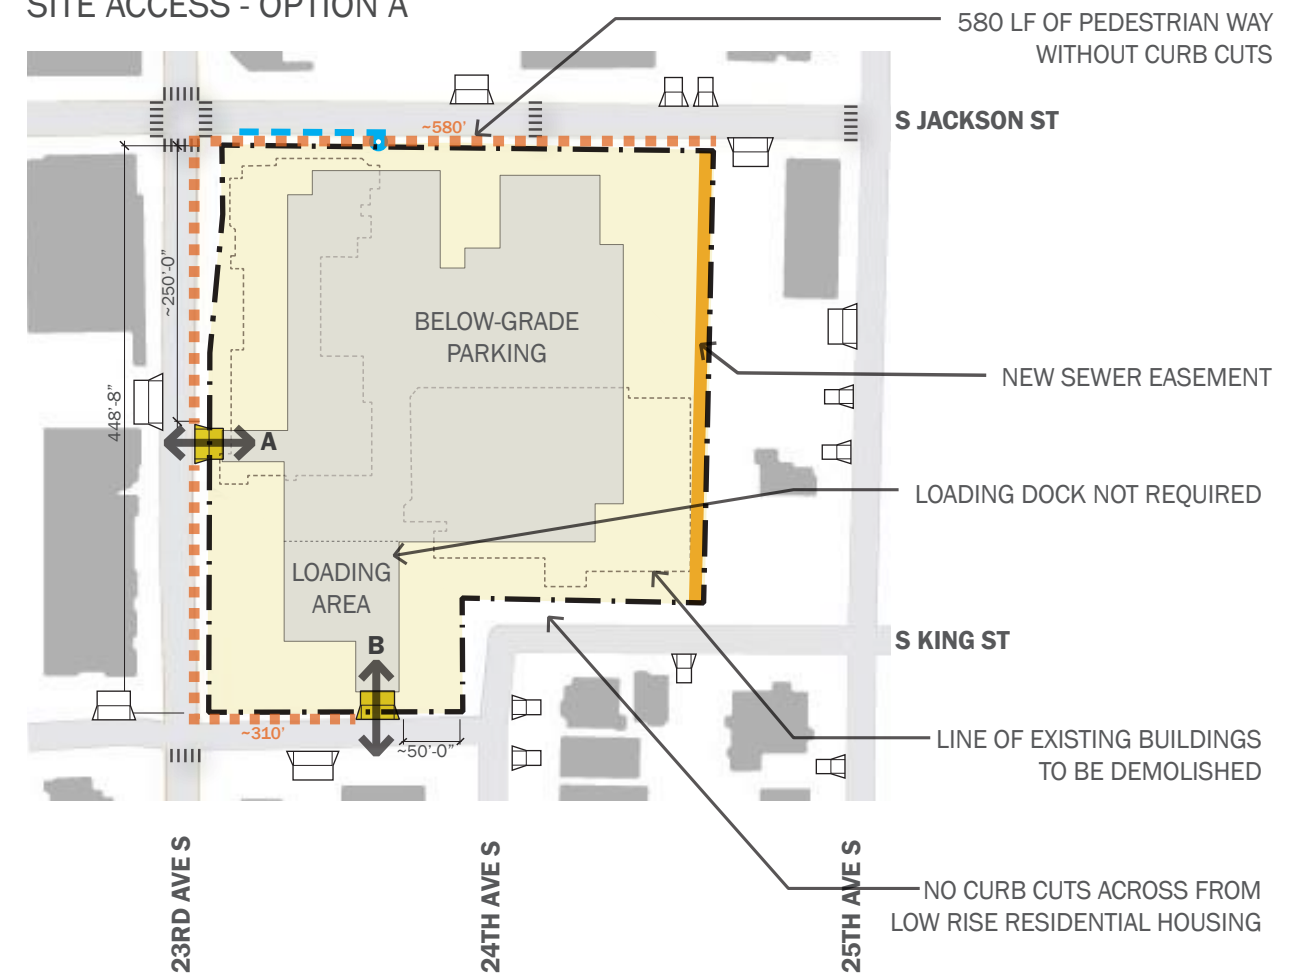 SITE ACCESS - OPTION A
580 LF OF PEDESTRIAN WAY
WITHOUT CURB CUTS
S JACKSON ST
~580'
~250'-0"
BELOW-GRADE
PARKING
NEW SEWER EASEMENT
448'-8"
A
LOADING DOCK NOT REQUIRED
LOADING
AREA
B
S KING ST
~310'
~50'-0"
LINE OF EXISTING BUILDINGS
TO BE DEMOLISHED
23RD AVE S
24TH AVE S
25TH AVE S
NO CURB CUTS ACROSS FROM
LOW RISE RESIDENTIAL HOUSING